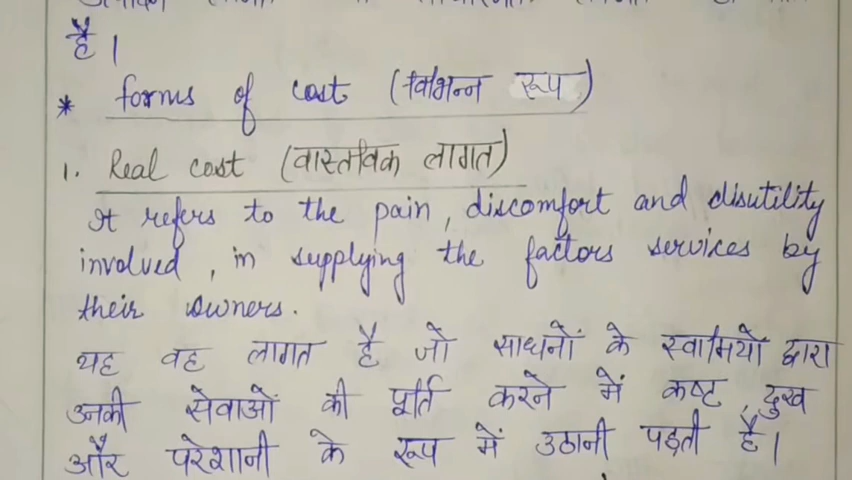 है।
* forms of cost (विभिन्न रूप)
1. Real cost (वास्तविक लागत)
It refers to the pain, discomfort and disutility
involved, in supplying the factors services by
their owners.
यह वह लागत है जो साधनों के स्वामियों द्वारा
उनकी सेवाओं की पूर्ति करने में कष्ट, दुख
और परेशानी के रूप में उठानी पड़ती है।